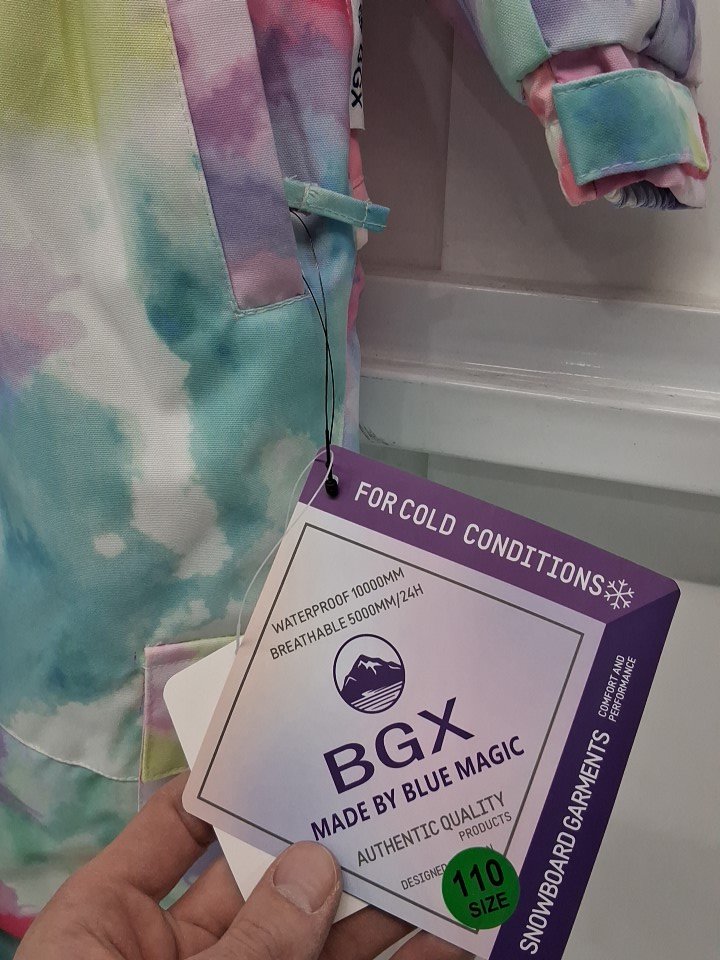 BGX
FOR COLD CONDITIONS
WATERPROOF 10000MM
BREATHABLE 5000MM/24H
BGX
MADE BY BLUE MAGIC
AUTHENTIC QUALITY
PRODUCTS
110
SIZE
SNOWBOARD GARMENTS
COMFORT AND
PERFORMANCE